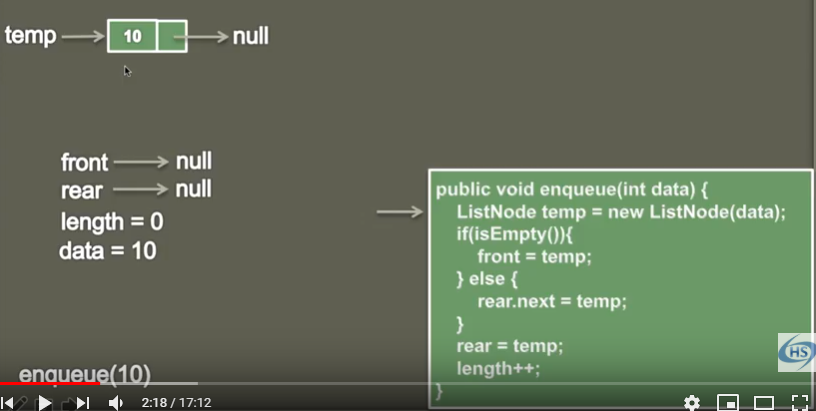 temp
10
null
front
null
rear
null
length = 0
data = 10
public void enqueue(int data) {
ListNode temp = new ListNode(data);
if(isEmpty()){
front = temp;
} else {
rear.next = temp;
}
rear = temp;
length++;
}
HS
enqueue(10)
2:18 / 17:12